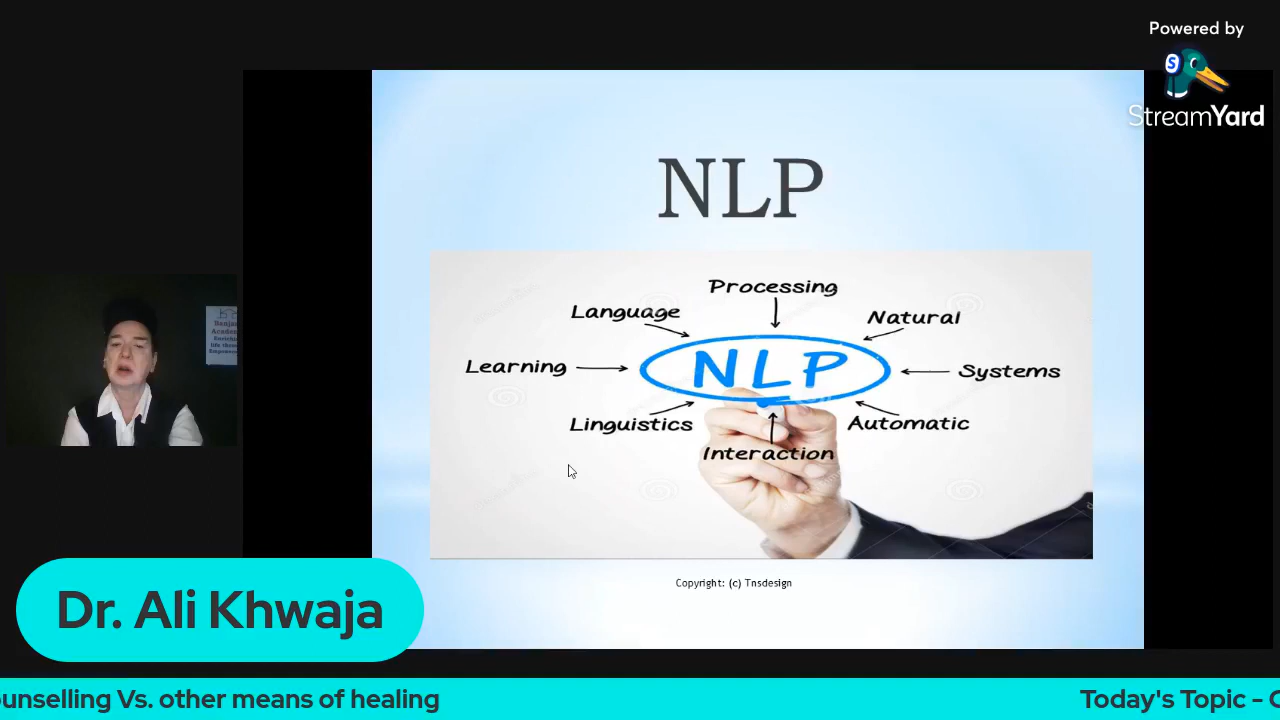 Powered by
StreamYard
NLP
Processing
Language
Natural
Learning
NLP
Systems
Linguistics
Automatic
Interaction
Copyright: (c) Tnsdesign
Academ
Dr. Ali Khwaja
ounselling Vs. other means of healing
Today's Topic - C